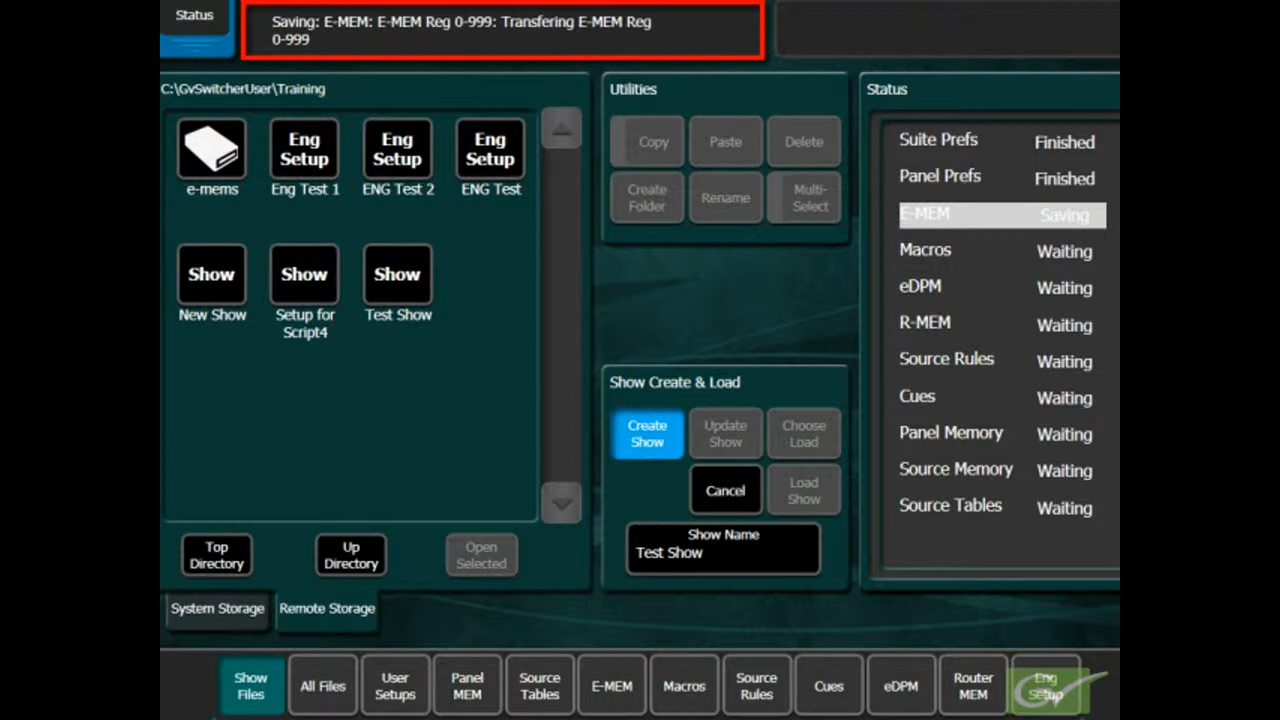 Status
Saving: E-MEM: E-MEM Reg 0-999: Transfering E-MEM Reg
0-999
C:\GvSwitcherUser\Training
e-mems
Eng
Setup
Eng Test 1
Eng
Setup
ENG Test 2
Eng
Setup
ENG Test
Show
New Show
Show
Setup for
Script4
Show
Test Show
Top
Directory
Up
Directory
Open
Selected
System Storage
Remote Storage
Utilities
Copy
Paste
Delete
Create
Folder
Rename
Multi-
Select
Show Create & Load
Create
Show
Update
Show
Choose
Load
Cancel
Load
Show
Show Name
Test Show
Status
Suite Prefs Finished
Panel Prefs Finished
E-MEM Saving
Macros Waiting
eDPM Waiting
R-MEM Waiting
Source Rules Waiting
Cues Waiting
Panel Memory Waiting
Source Memory Waiting
Source Tables Waiting
Show
Files
All Files
User
Setups
Panel
MEM
Source
Tables
E-MEM
Macros
Source
Rules
Cues
eDPM
Router
MEM
Eng
Setup